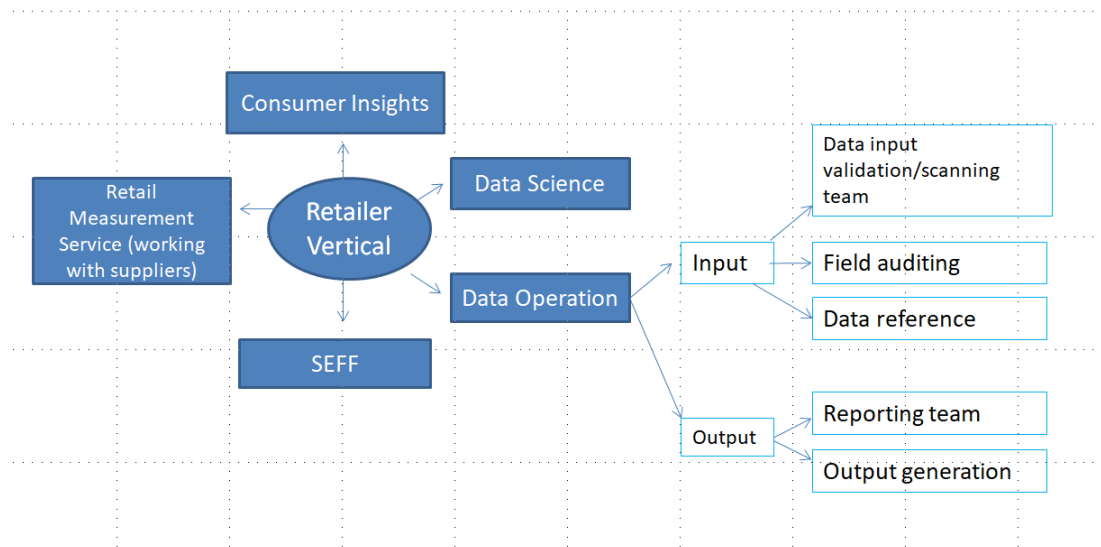 Consumer Insights
Retail
Measurement
Service (working
with suppliers)
Retailer
Vertical
Data Science
Data Operation
SEFF
Input
Data input
validation/scanning
team
Field auditing
Data reference
Output
Reporting team
Output generation